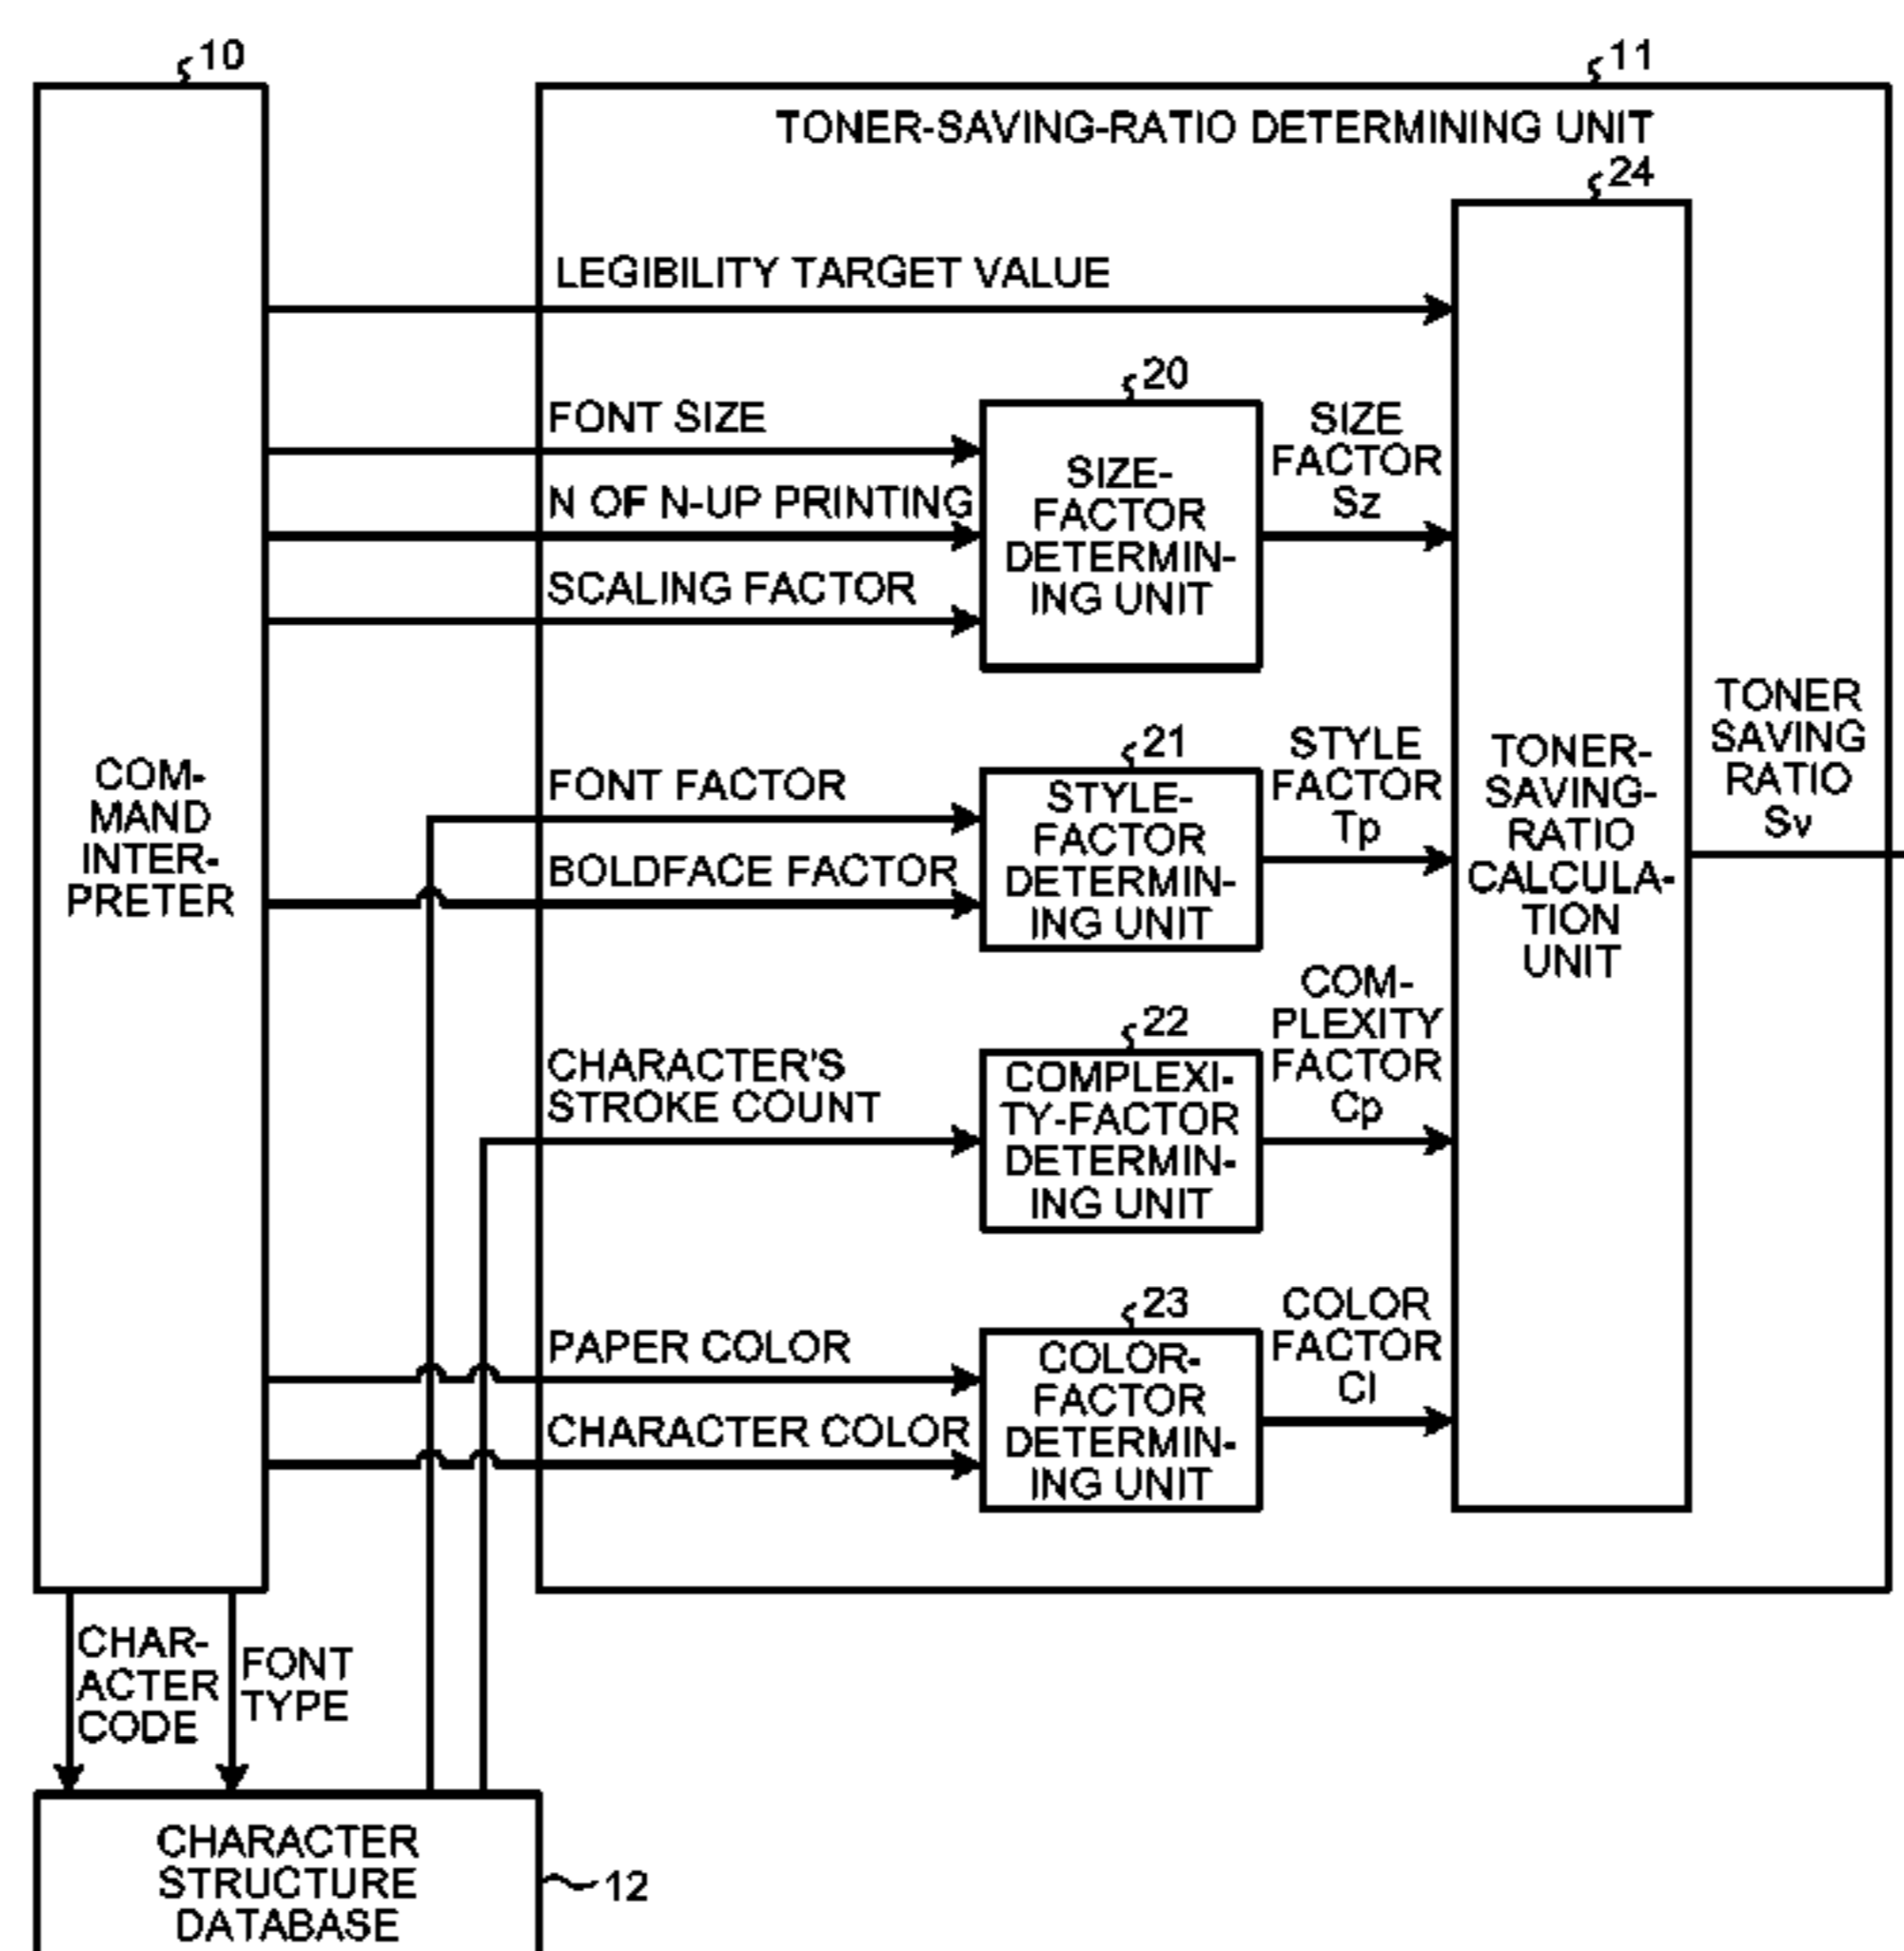 10
11
TONER-SAVING-RATIO DETERMINING UNIT
24
LEGIBILITY TARGET VALUE
20
FONT SIZE
N OF N-UP PRINTING
SCALING FACTOR
SIZE-
FACTOR
DETERMIN-
ING UNIT
SIZE
FACTOR
Sz
COM-
MAND
INTER-
PRETER
21
FONT FACTOR
BOLDFACE FACTOR
STYLE-
FACTOR
DETERMIN-
ING UNIT
STYLE
FACTOR
Tp
TONER-
SAVING-
RATIO
CALCULA-
TION
UNIT
TONER
SAVING
RATIO
Sv
22
CHARACTER'S
STROKE COUNT
COMPLEXI-
TY-FACTOR
DETERMIN-
ING UNIT
COM-
PLEXITY
FACTOR
Cp
23
PAPER COLOR
CHARACTER COLOR
COLOR-
FACTOR
DETERMIN-
ING UNIT
COLOR
FACTOR
Cl
CHAR-
ACTER
CODE
FONT
TYPE
CHARACTER
STRUCTURE
DATABASE
12